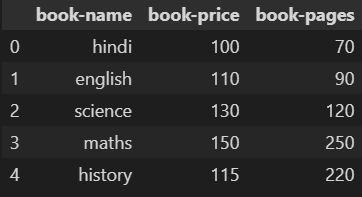 book-name book-price book-pages
0 hindi 100 70
1 english 110 90
2 science 130 120
3 maths 150 250
4 history 115 220